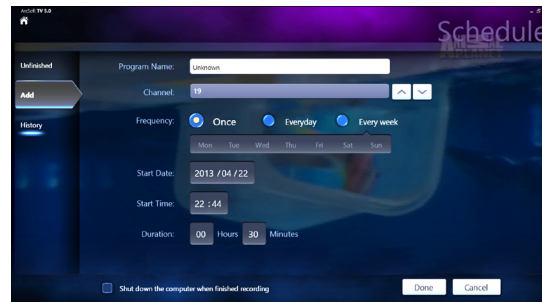 ArcSoft TV 5.0
Schedule
ANIMAL
PLANET
Unfinished
Add
History
Program Name: Unknown
Channel: 19
Frequency: Once Everyday Every week
Mon Tue Wed Thu Fri Sat Sun
Start Date: 2013 /04 /22
Start Time: 22 :44
Duration: 00 Hours 30 Minutes
Shut down the computer when finished recording
Done Cancel